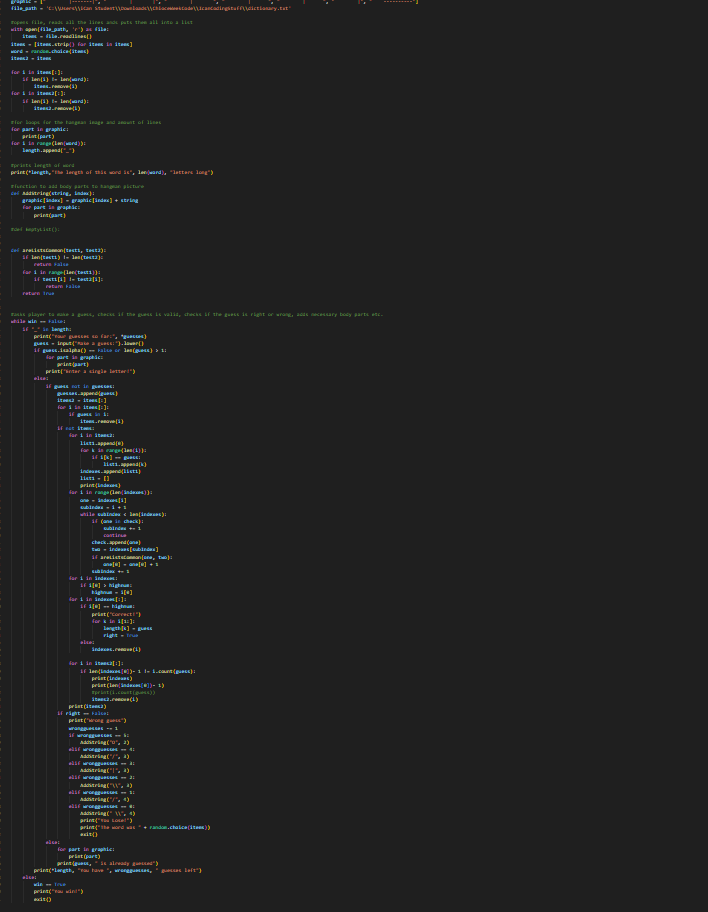 graphic = ["
file_path = 'C:\\Users\\iCan Student\\Downloads\\ChloeeWeekCode\\iCanCodingStuff\\dictionary.txt'
#opens file, reads all the lines ands puts them all into a list
with open(file_path, 'r') as file:
items = file.readlines()
items = [items.strip() for items in items]
word = random.choice(items)
items2 = items
for i in items[:]:
if len(i) != len(word):
items.remove(i)
for i in items2[:]:
if len(i) != len(word):
items2.remove(i)
#for loops for the hangman image and amount of lines
for part in graphic:
print(part)
for i in range(len(word)):
length.append("_")
#prints length of word
print(*length,"The length of this word is", len(word), "letters long")
#function to add body parts to hangman picture
def AddString(string, index):
graphic[index] = graphic[index] + string
for part in graphic:
print(part)
#def EmptyList():
def areListsCommon(test1, test2):
if len(test1) != len(test2):
return False
for i in range(len(test1)):
if test1[i] != test2[i]:
return False
return True
#asks player to make a guess, checks if the guess is valid, checks if the guess is right or wrong, adds necessary body parts etc.
while win == False:
if "_" in length:
print("Your guesses so far:", *guesses)
guess = input("Make a guess:").lower()
if guess.isalpha() == False or len(guess) > 1:
for part in graphic:
print(part)
print("Enter a single letter!")
else:
if guess not in guesses:
guesses.append(guess)
items2 = items[:]
for i in items[:]:
if guess in i:
items.remove(i)
if not items:
for i in items2:
list1.append(0)
for k in range(len(i)):
if i[k] == guess:
list1.append(k)
indexes.append(list1)
list1 = []
print(indexes)
for i in range(len(indexes)):
one = indexes[i]
subIndex = i + 1
while subIndex < len(indexes):
if (one in check):
subIndex += 1
continue
check.append(one)
two = indexes[subIndex]
if areListsCommon(one, two):
one[0] = one[0] + 1
subIndex += 1
for i in indexes:
if i[0] > highnum:
highnum = i[0]
for i in indexes[:]:
if i[0] == highnum:
print("Correct!")
for k in i[1:]:
length[k] = guess
right = True
else:
indexes.remove(i)
for i in items2[:]:
if len(indexes[0])- 1 != i.count(guess):
print(indexes)
print(len(indexes[0])- 1)
#print(i.count(guess))
items2.remove(i)
print(items2)
if right == False:
print("Wrong guess")
wrongguesses -= 1
if wrongguesses == 5:
AddString("O", 2)
elif wrongguesses == 4:
AddString("/", 3)
elif wrongguesses == 3:
AddString("|", 3)
elif wrongguesses == 2:
AddString("\\", 3)
elif wrongguesses == 1:
AddString("/", 4)
elif wrongguesses == 0:
AddString(" \\", 4)
print("You Lose!")
print("The word was " + random.choice(items))
exit()
else:
for part in graphic:
print(part)
print(guess, " is already guessed")
print(*length, "You have ", wrongguesses, " guesses left")
else:
win == True
print("You win!")
exit()